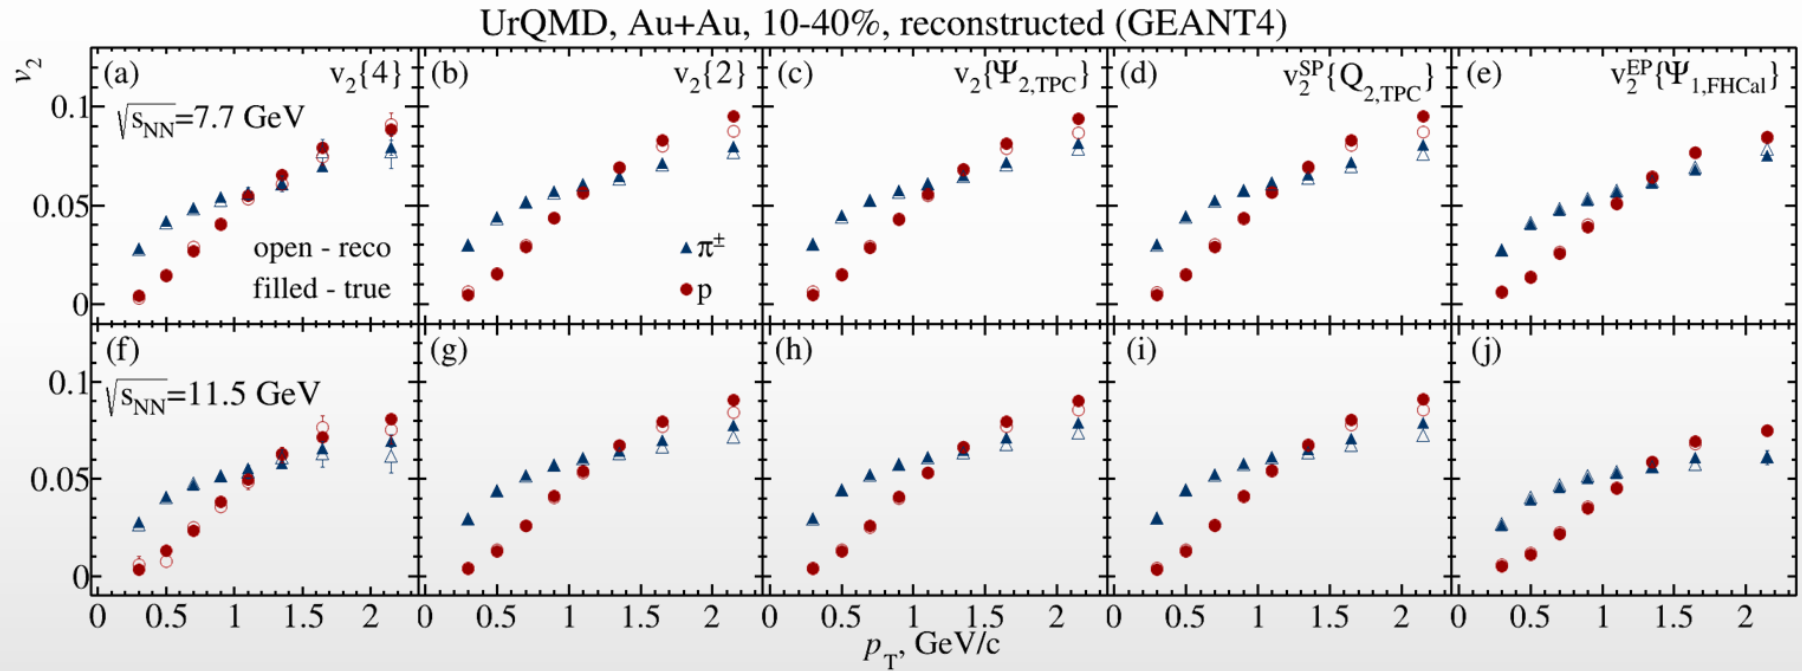 UrQMD, Au+Au, 10-40%, reconstructed (GEANT4)
v₂
(a) v₂{4}
√sNN=7.7 GeV
open - reco
filled - true
0.1
0.05
0
(b) v₂{2}
π±
p
(c) v₂{Ψ2,TPC}
(d) v₂SP{Q2,TPC}
(e) v₂EP{Ψ1,FHCal}
(f)
√sNN=11.5 GeV
0.1
0.05
0
(g)
(h)
(i)
(j)
0 0.5 1 1.5 2 0 0.5 1 1.5 2 0 0.5 1 1.5 2 0 0.5 1 1.5 2 0 0.5 1 1.5 2
pT, GeV/c